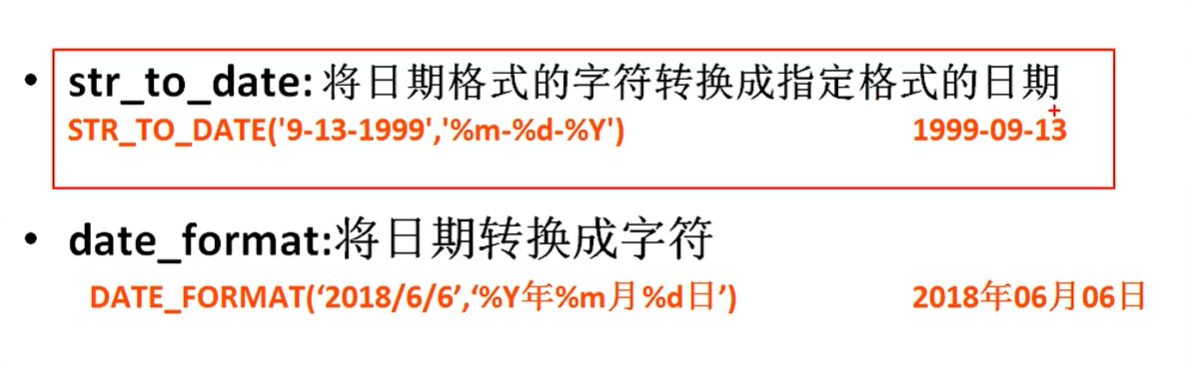 • str_to_date: 将日期格式的字符转换成指定格式的日期
STR_TO_DATE('9-13-1999','%m-%d-%Y') 1999-09-13
• date_format:将日期转换成字符
DATE_FORMAT(‘2018/6/6’,‘%Y年%m月%d日’) 2018年06月06日